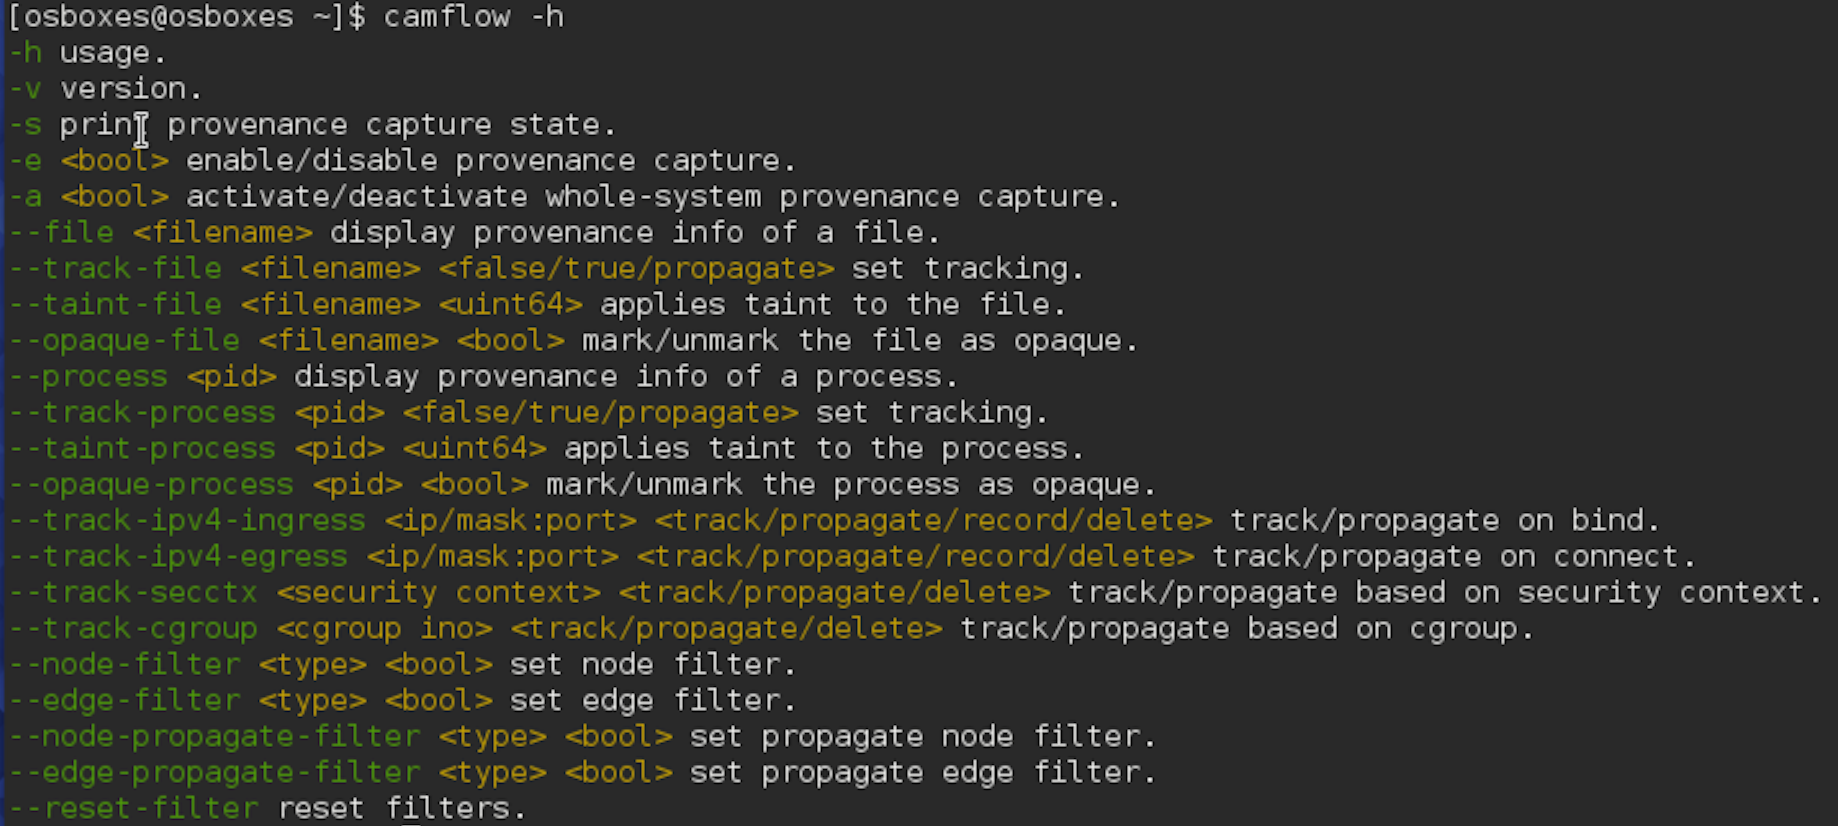 [osboxes@osboxes ~]$ camflow -h
-h usage.
-v version.
-s print provenance capture state.
-e <bool> enable/disable provenance capture.
-a <bool> activate/deactivate whole-system provenance capture.
--file <filename> display provenance info of a file.
--track-file <filename> <false/true/propagate> set tracking.
--taint-file <filename> <uint64> applies taint to the file.
--opaque-file <filename> <bool> mark/unmark the file as opaque.
--process <pid> display provenance info of a process.
--track-process <pid> <false/true/propagate> set tracking.
--taint-process <pid> <uint64> applies taint to the process.
--opaque-process <pid> <bool> mark/unmark the process as opaque.
--track-ipv4-ingress <ip/mask:port> <track/propagate/record/delete> track/propagate on bind.
--track-ipv4-egress <ip/mask:port> <track/propagate/record/delete> track/propagate on connect.
--track-secctx <security context> <track/propagate/delete> track/propagate based on security context.
--track-cgroup <cgroup ino> <track/propagate/delete> track/propagate based on cgroup.
--node-filter <type> <bool> set node filter.
--edge-filter <type> <bool> set edge filter.
--node-propagate-filter <type> <bool> set propagate node filter.
--edge-propagate-filter <type> <bool> set propagate edge filter.
--reset-filter reset filters.